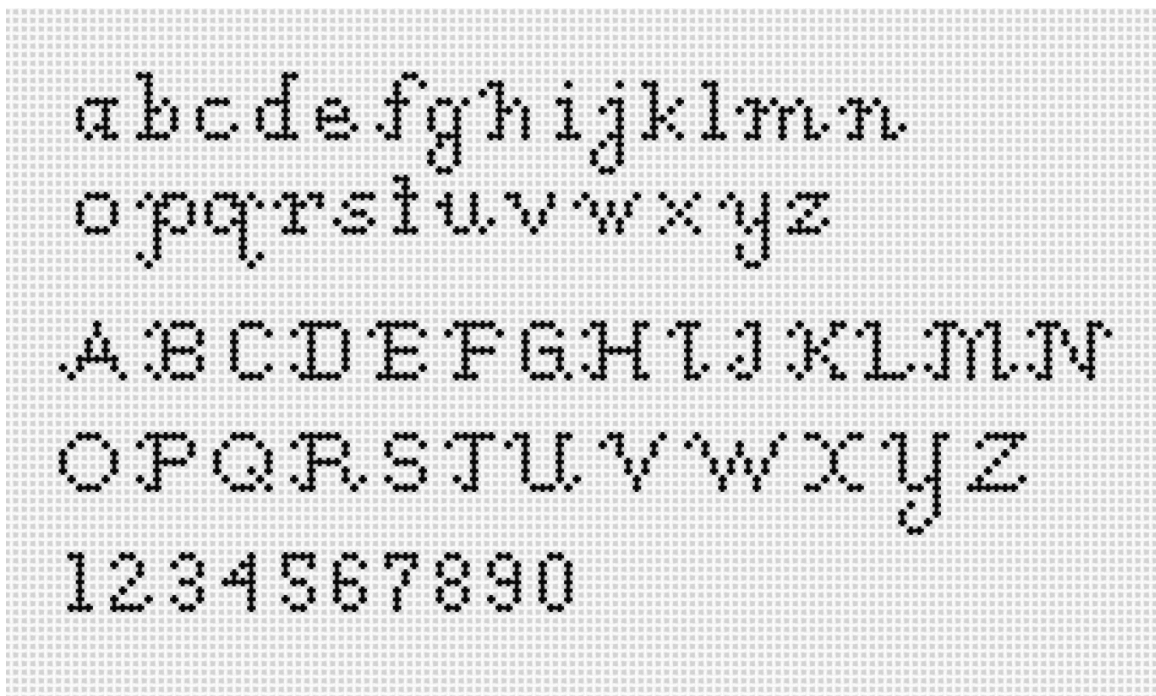 abcdefghijklmn
opqrstuvwxyz
ABCDEFGHIJKLMN
OPQRSTUVWXYZ
1234567890